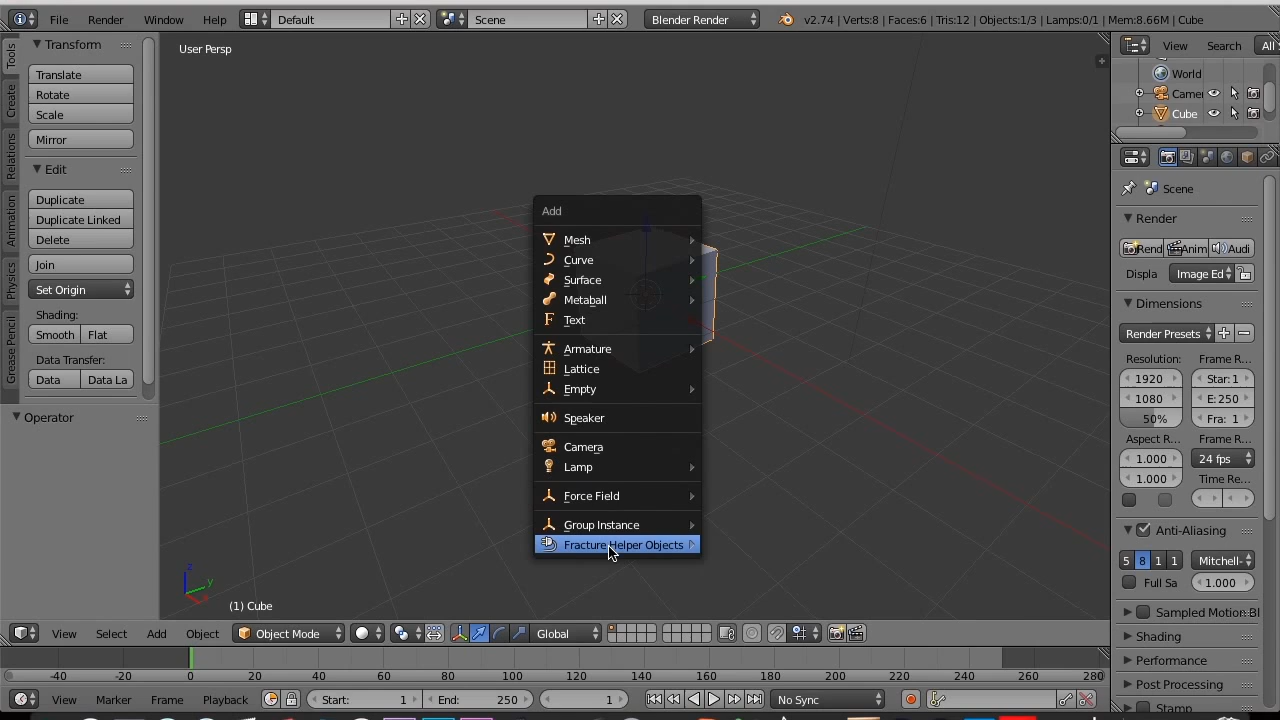 File Render Window Help Default Scene Blender Render v2.74 | Verts:8 | Faces:6 | Tris:12 | Objects:1/3 | Lamps:0/1 | Mem:8.66M | Cube
Tools
Create
Relations
Animation
Physics
Grease Pencil
Transform
Translate
Rotate
Scale
Mirror
Edit
Duplicate
Duplicate Linked
Delete
Join
Set Origin
Shading:
Smooth Flat
Data Transfer:
Data Data La
Operator
User Persp
Add
Mesh
Curve
Surface
Metaball
Text
Armature
Lattice
Empty
Speaker
Camera
Lamp
Force Field
Group Instance
Fracture Helper Objects
z
y
x
(1) Cube
View Search All
World
Camer
Cube
Scene
Render
Rend Anim Audi
Displa Image Ed
Dimensions
Render Presets
Resolution: Frame R...
1920 Star: 1
1080 E: 250
50% Fra: 1
Aspect R... Frame R...
1.000 24 fps
1.000 Time Re...
Anti-Aliasing
5 8 1 1 Mitchell-
Full Sa 1.000
Sampled Motion Bl
Shading
Performance
Post Processing
Stamp
View Select Add Object Object Mode Global
-40 -20 0 20 40 60 80 100 120 140 160 180 200 220 240 260 280
View Marker Frame Playback Start: 1 End: 250 1 No Sync